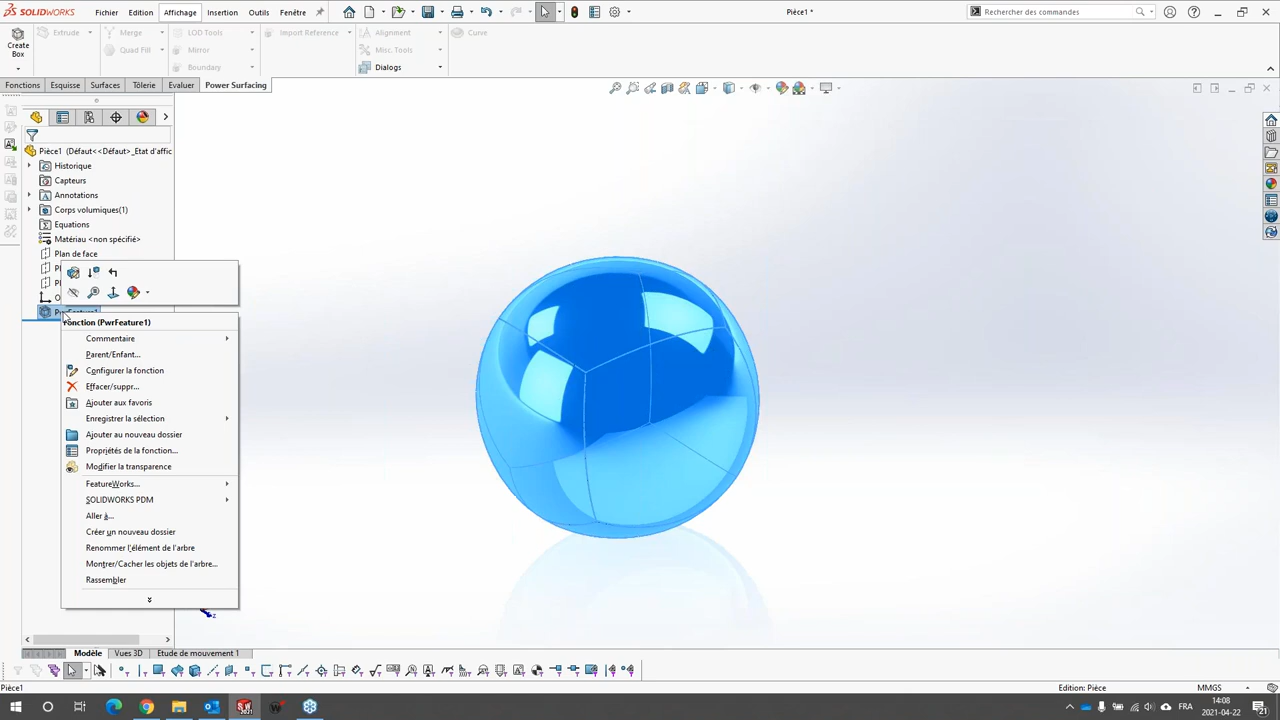 SOLIDWORKS Fichier Edition Affichage Insertion Outils Fenêtre Pièce1 * Rechercher des commandes
Create Box
Extrude Merge LOD Tools Import Reference Alignment Curve
Quad Fill Mirror Misc. Tools
Boundary Dialogs
Fonctions Esquisse Surfaces Tôlerie Evaluer Power Surfacing
Pièce1 (Défaut<<Défaut>_Etat d'affic
Historique
Capteurs
Annotations
Corps volumiques(1)
Equations
Matériau <non spécifié>
Plan de face
Pl
Pl
O
PwrFeature1
Fonction (PwrFeature1)
Commentaire
Parent/Enfant...
Configurer la fonction
Effacer/suppr...
Ajouter aux favoris
Enregistrer la sélection
Ajouter au nouveau dossier
Propriétés de la fonction...
Modifier la transparence
FeatureWorks...
SOLIDWORKS PDM
Aller à...
Créer un nouveau dossier
Renommer l'élément de l'arbre
Montrer/Cacher les objets de l'arbre...
Rassembler
z
Modèle Vues 3D Etude de mouvement 1
Pièce1 Edition: Pièce MMGS
FRA 14:08
2021-04-22
21